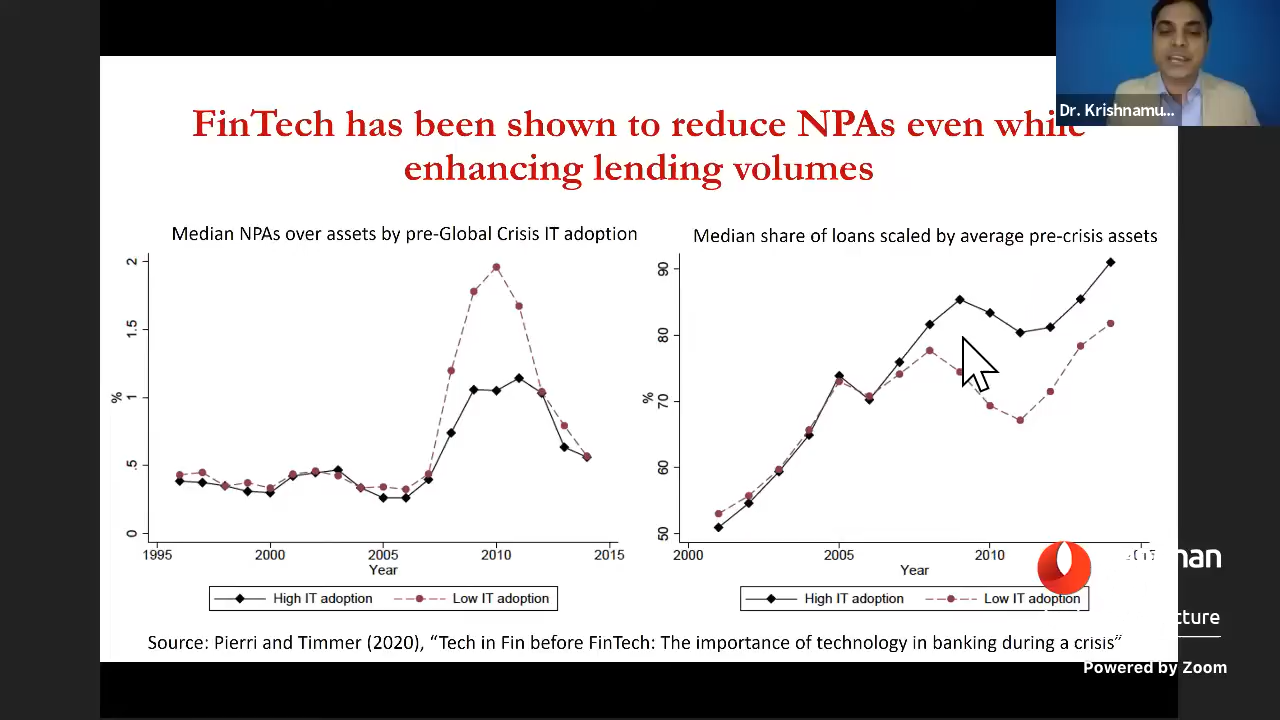 Dr. Krishnamu...
FinTech has been shown to reduce NPAs even while
enhancing lending volumes
Median NPAs over assets by pre-Global Crisis IT adoption
Median share of loans scaled by average pre-crisis assets
%
2
1.5
1
.5
0
1995 2000 2005 2010 2015
Year
High IT adoption Low IT adoption
%
90
80
70
60
50
2000 2005 2010
Year
High IT adoption Low IT adoption
Source: Pierri and Timmer (2020), “Tech in Fin before FinTech: The importance of technology in banking during a crisis”
Powered by Zoom